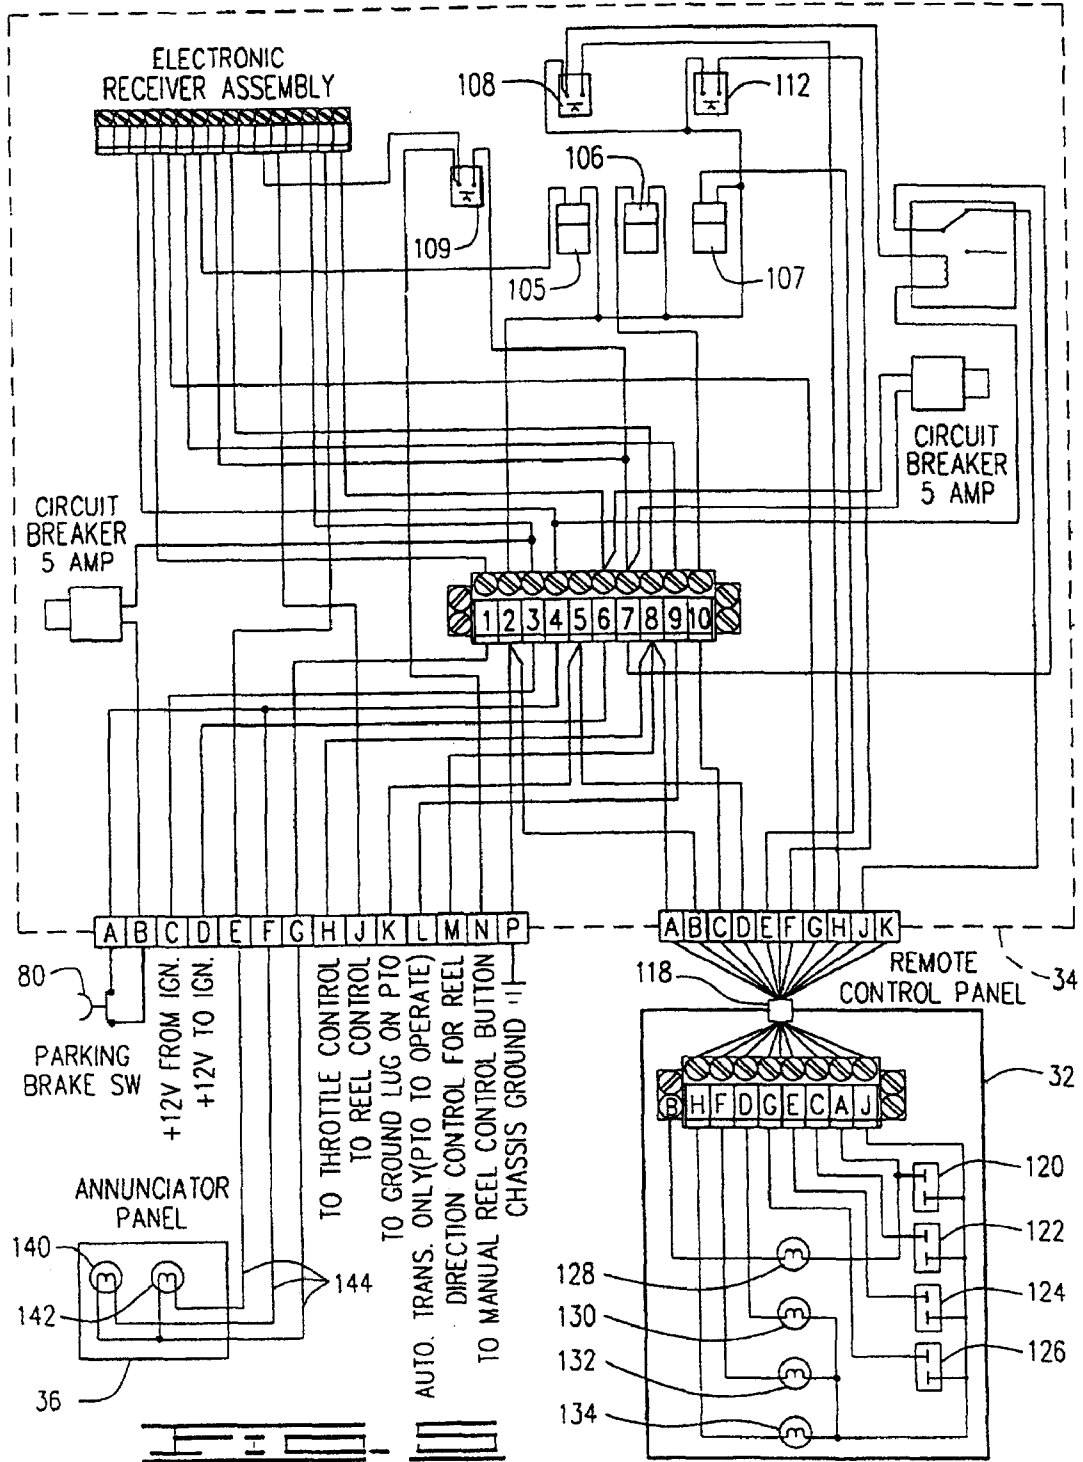 ELECTRONIC
RECEIVER ASSEMBLY
108
112
106
109
105
107
CIRCUIT
BREAKER
5 AMP
CIRCUIT
BREAKER
5 AMP
1 2 3 4 5 6 7 8 9 10
A B C D E F G H J K L M N P
A B C D E F G H J K
34
80
PARKING
BRAKE SW
+12V FROM IGN.
+12V TO IGN.
TO THROTTLE CONTROL
TO REEL CONTROL
TO GROUND LUG ON PTO
AUTO. TRANS. ONLY(PTO TO OPERATE)
DIRECTION CONTROL FOR REEL
TO MANUAL REEL CONTROL BUTTON
CHASSIS GROUND
118
REMOTE
CONTROL PANEL
32
B H F D G E C A J
120
122
124
126
128
130
132
134
ANNUNCIATOR
PANEL
140
142
144
36